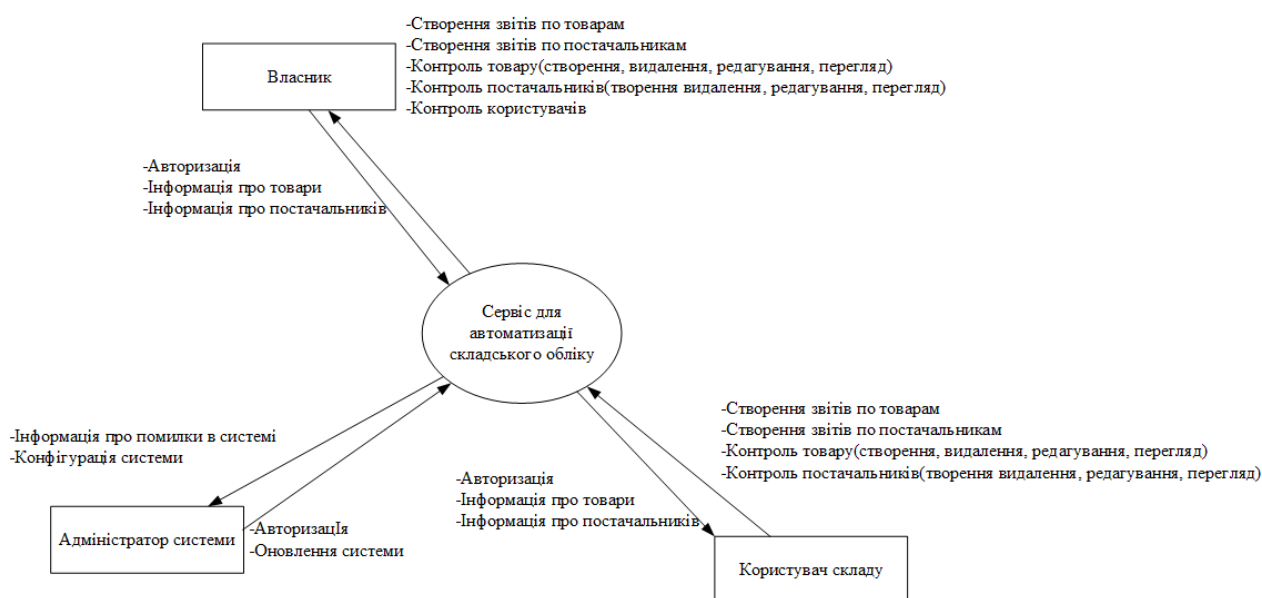 -Створення звітів по товарам
-Створення звітів по постачальникам
-Контроль товару(створення, видалення, редагування, перегляд)
-Контроль постачальників(творення видалення, редагування, перегляд)
-Контроль користувачів
Власник
-Авторизація
-Інформація про товари
-Інформація про постачальників
Сервіс для
автоматизації
складського обліку
-Інформація про помилки в системі
-Конфігурація системи
Адміністратор системи
-АвторизацІя
-Оновлення системи
-Авторизація
-Інформація про товари
-Інформація про постачальників
-Створення звітів по товарам
-Створення звітів по постачальникам
-Контроль товару(створення, видалення, редагування, перегляд)
-Контроль постачальників(творення видалення, редагування, перегляд)
Користувач складу